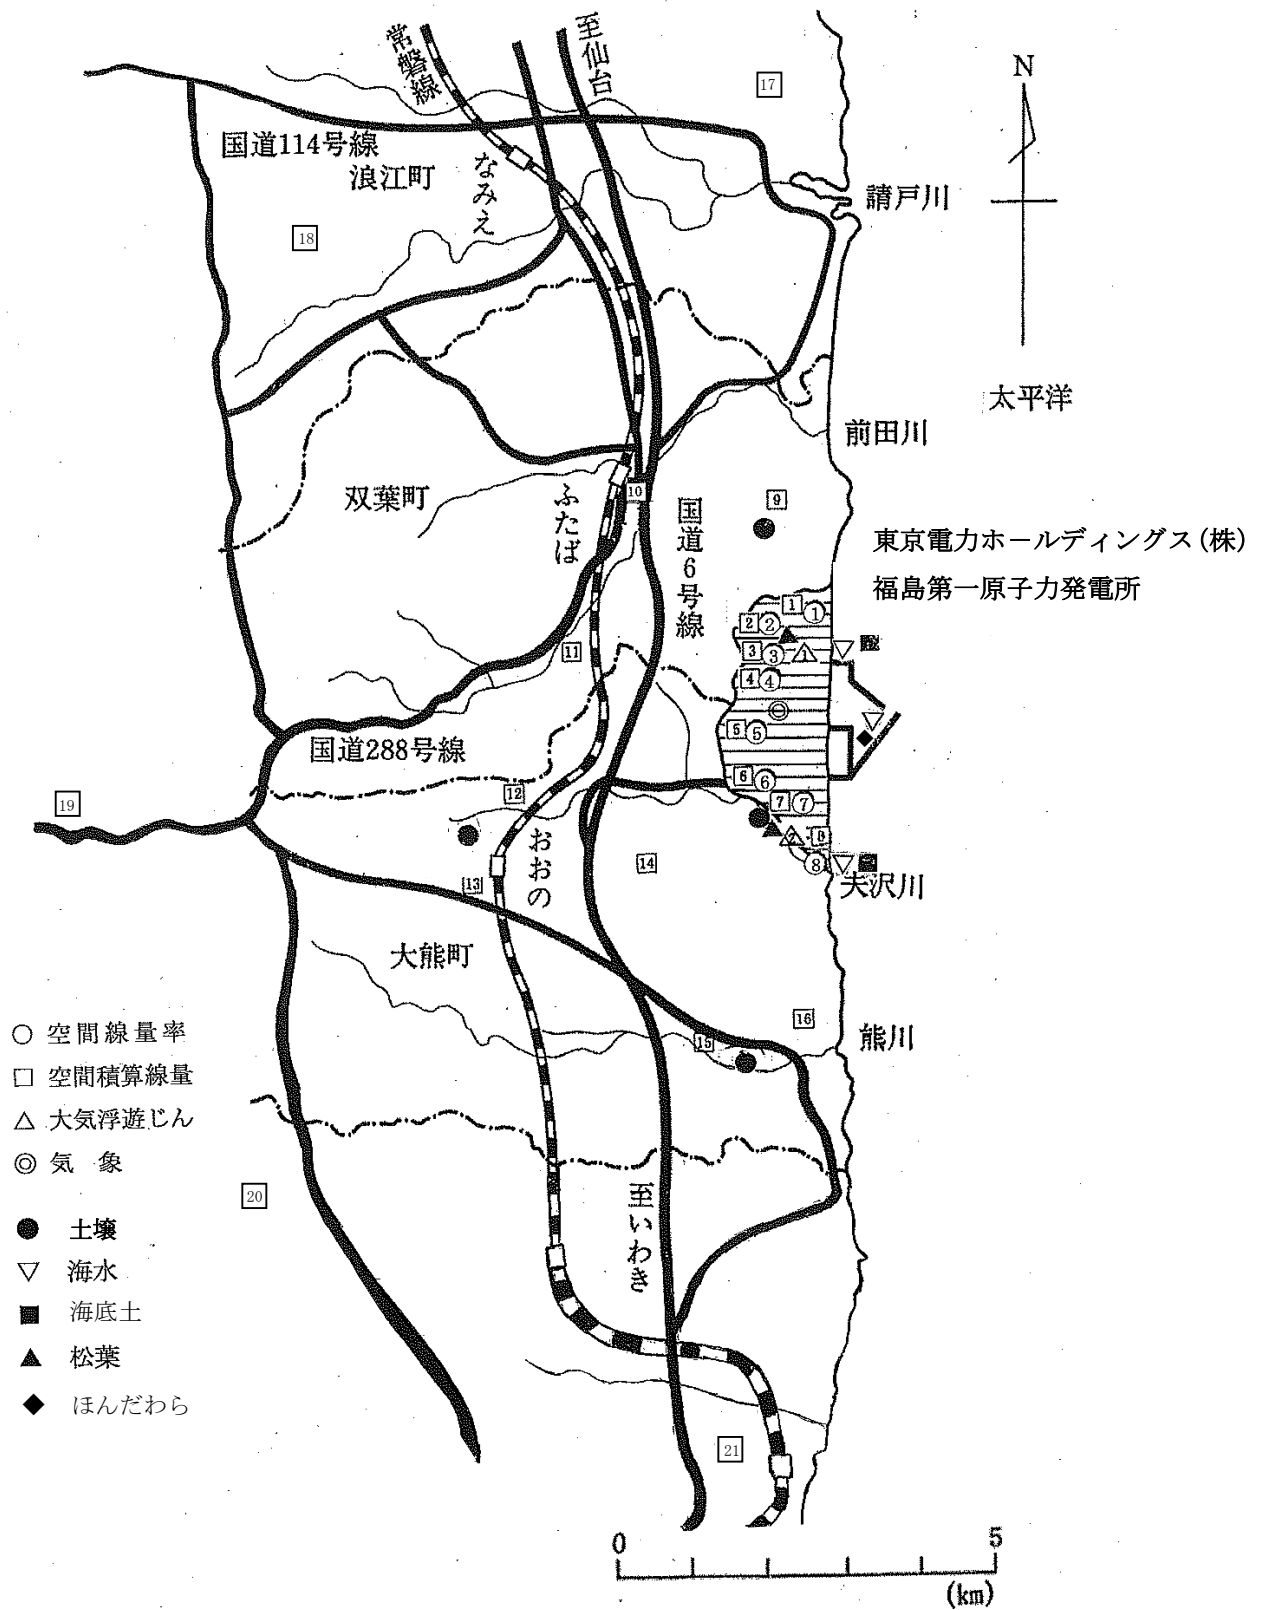 常磐線
至仙台
17
N
国道114号線
浪江町
なみえ
請戸川
18
太平洋
前田川
双葉町
ふたば
10
国道6号線
9
東京電力ホールディングス(株)
福島第一原子力発電所
1 ①
2 ②
3 ③ 1
4 ④
5 ⑤
6 ⑥
7 ⑦
2 8
⑧
11
国道288号線
12
19
おおの
13
14
夫沢川
大熊町
16
15
熊川
○ 空間線量率
□ 空間積算線量
△ 大気浮遊じん
◎ 気象
● 土壌
▽ 海水
■ 海底土
▲ 松葉
◆ ほんだわら
20
至いわき
21
0 5
(km)